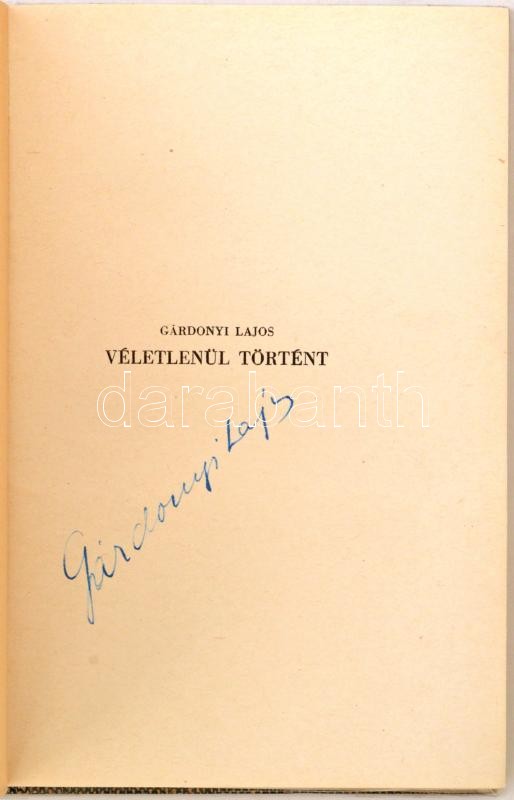 GÁRDONYI LAJOS
VÉLETLENÜL TÖRTÉNT
darabanth
Gárdonyi Lajos